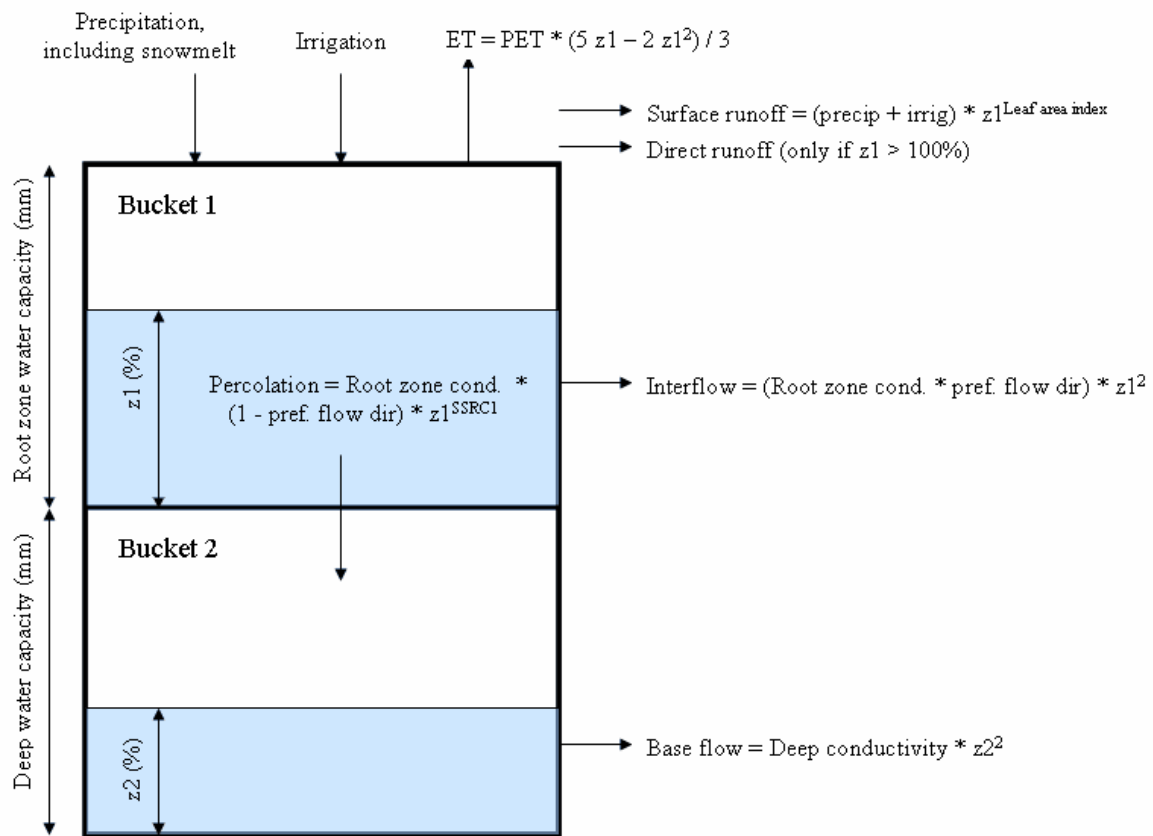 Precipitation,
including snowmelt
Irrigation
ET = PET * (5 z1 – 2 z1²) / 3
Surface runoff = (precip + irrig) * z1^Leaf area index
Direct runoff (only if z1 > 100%)
Root zone water capacity (mm)
Bucket 1
z1 (%)
Percolation = Root zone cond. *
(1 - pref. flow dir) * z1^SSRC1
Interflow = (Root zone cond. * pref. flow dir) * z1²
Deep water capacity (mm)
Bucket 2
z2 (%)
Base flow = Deep conductivity * z2²